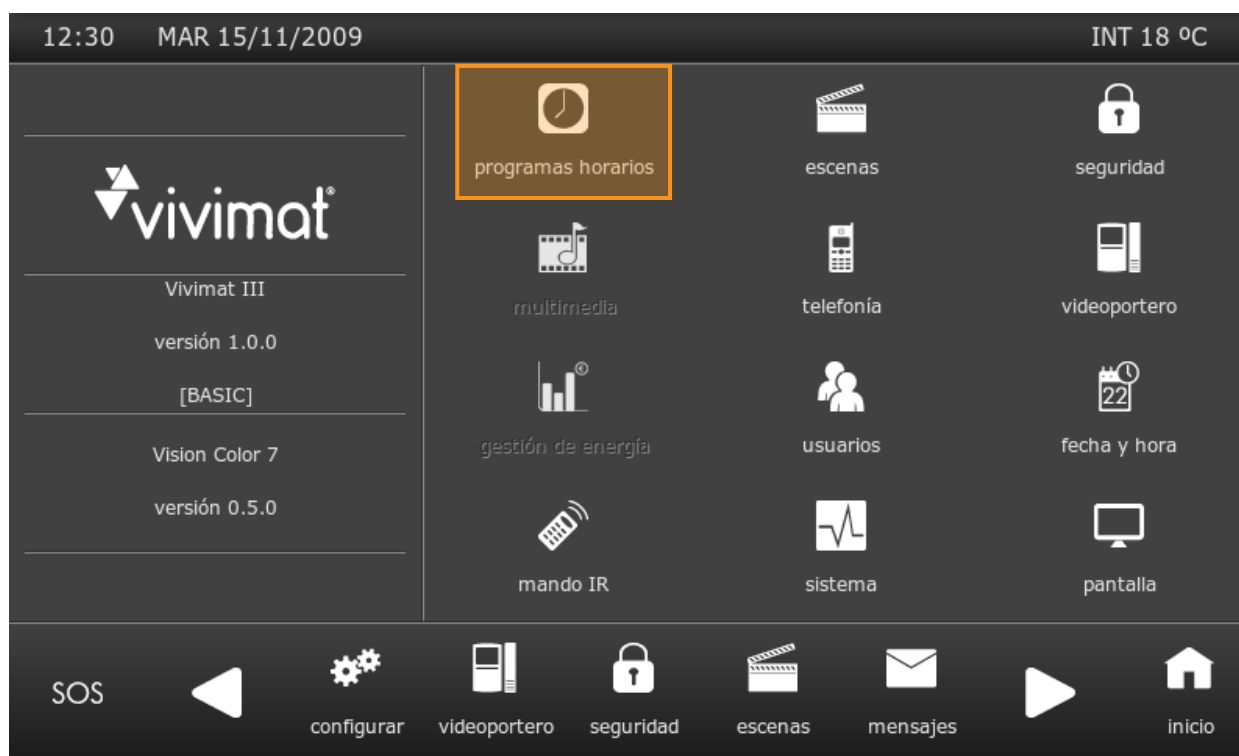 12:30 MAR 15/11/2009 INT 18 ºC
vivimat®
Vivimat III
versión 1.0.0
[BASIC]
Vision Color 7
versión 0.5.0
programas horarios escenas seguridad
multimedia telefonía videoportero
22
gestión de energía usuarios fecha y hora
mando IR sistema pantalla
SOS configurar videoportero seguridad escenas mensajes inicio